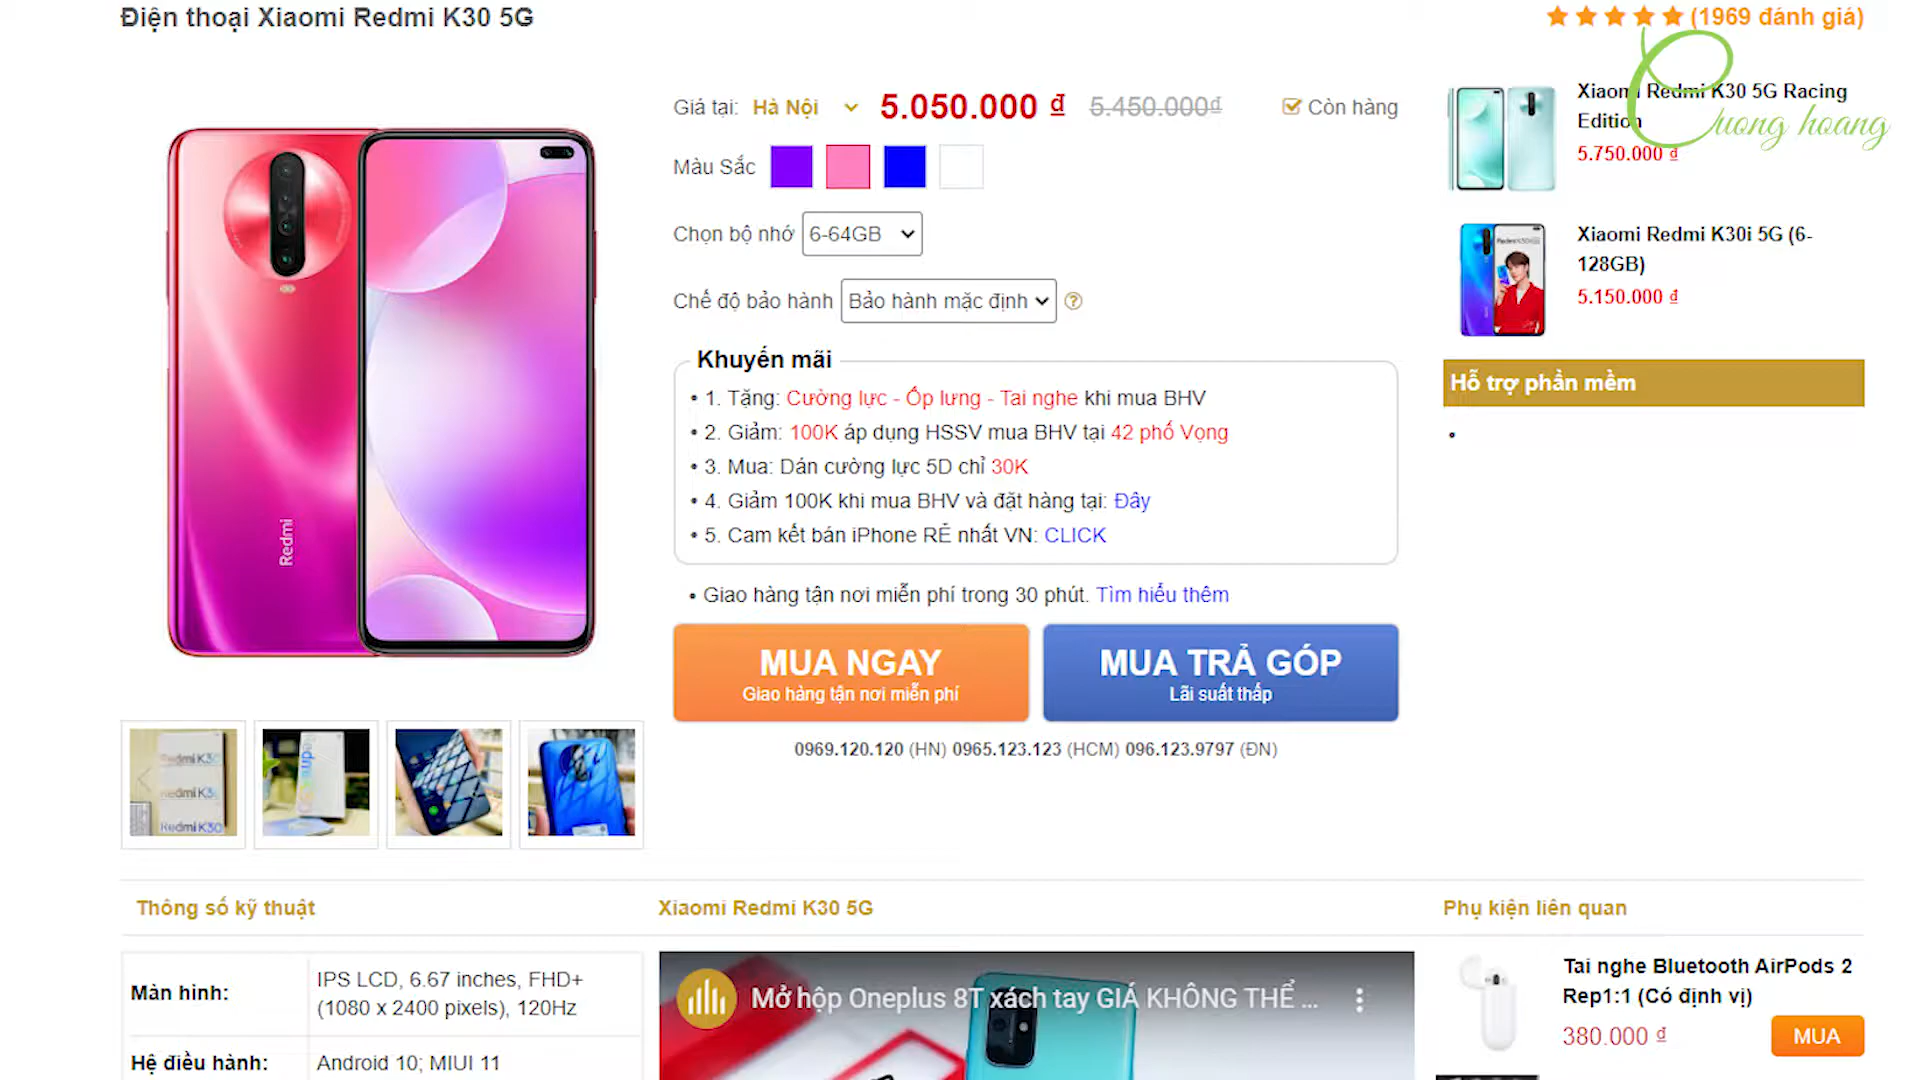 Điện thoại Xiaomi Redmi K30 5G
(1969 đánh giá)
Cuong hoang
Giá tại: Hà Nội 5.050.000 ₫ 5.450.000₫ Còn hàng
Màu Sắc
Chọn bộ nhớ 6-64GB
Chế độ bảo hành Bảo hành mặc định ?
Khuyến mãi
• 1. Tặng: Cường lực - Ốp lưng - Tai nghe khi mua BHV
• 2. Giảm: 100K áp dụng HSSV mua BHV tại 42 phố Vọng
• 3. Mua: Dán cường lực 5D chỉ 30K
• 4. Giảm 100K khi mua BHV và đặt hàng tại: Đây
• 5. Cam kết bán iPhone RẺ nhất VN: CLICK
• Giao hàng tận nơi miễn phí trong 30 phút. Tìm hiểu thêm
MUA NGAY
Giao hàng tận nơi miễn phí
MUA TRẢ GÓP
Lãi suất thấp
0969.120.120 (HN) 0965.123.123 (HCM) 096.123.9797 (ĐN)
Xiaomi Redmi K30 5G Racing
Edition
5.750.000 ₫
Xiaomi Redmi K30i 5G (6-
128GB)
5.150.000 ₫
Hỗ trợ phần mềm
Redmi
Redmi K30
Redmi K30
Redmi K30
Thông số kỹ thuật
Màn hình: IPS LCD, 6.67 inches, FHD+
(1080 x 2400 pixels), 120Hz
Hệ điều hành: Android 10; MIUI 11
Xiaomi Redmi K30 5G
Mở hộp Oneplus 8T xách tay GIÁ KHÔNG THỂ ...
Phụ kiện liên quan
Tai nghe Bluetooth AirPods 2
Rep1:1 (Có định vị)
380.000 ₫
MUA